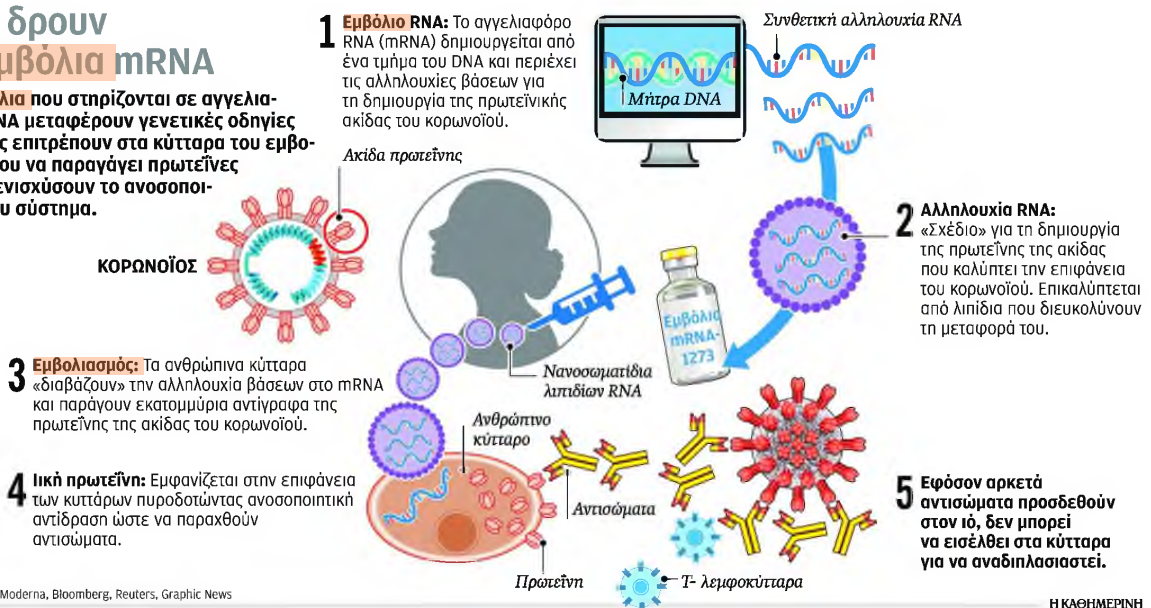 δρουν
μβόλια mRNA
λια που στηρίζονται σε αγγελια-
NA μεταφέρουν γενετικές οδηγίες
ς επιτρέπουν στα κύτταρα του εμβο-
ου να παραγάγει πρωτεΐνες
ενισχύσουν το ανοσοποι-
υ σύστημα.
1 Εμβόλιο RNA: Το αγγελιαφόρο
RNA (mRNA) δημιουργείται από
ένα τμήμα του DNA και περιέχει
τις αλληλουχίες βάσεων για
τη δημιουργία της πρωτεϊνικής
ακίδας του κορωνοϊού.
Μήτρα DNA
Συνθετική αλληλουχία RNA
Ακίδα πρωτεΐνης
ΚΟΡΩΝΟΪΟΣ
2 Αλληλουχία RNA:
«Σχέδιο» για τη δημιουργία
της πρωτεΐνης της ακίδας
που καλύπτει την επιφάνεια
του κορωνοϊού. Επικαλύπτεται
από λιπίδια που διευκολύνουν
τη μεταφορά του.
Εμβόλιο
mRNA-
1273
Νανοσωματίδια
λιπιδίων RNA
3 Εμβολιασμός: Τα ανθρώπινα κύτταρα
«διαβάζουν» την αλληλουχία βάσεων στο mRNA
και παράγουν εκατομμύρια αντίγραφα της
πρωτεΐνης της ακίδας του κορωνοϊού.
Ανθρώπινο
κύτταρο
4 Ιική πρωτεΐνη: Εμφανίζεται στην επιφάνεια
των κυττάρων πυροδοτώντας ανοσοποιητική
αντίδραση ώστε να παραχθούν
αντισώματα.
Αντισώματα
Πρωτεΐνη
Τ- λεμφοκύτταρα
5 Εφόσον αρκετά
αντισώματα προσδεθούν
στον ιό, δεν μπορεί
να εισέλθει στα κύτταρα
για να αναδιπλασιαστεί.
Moderna, Bloomberg, Reuters, Graphic News
Η ΚΑΘΗΜΕΡΙΝΗ